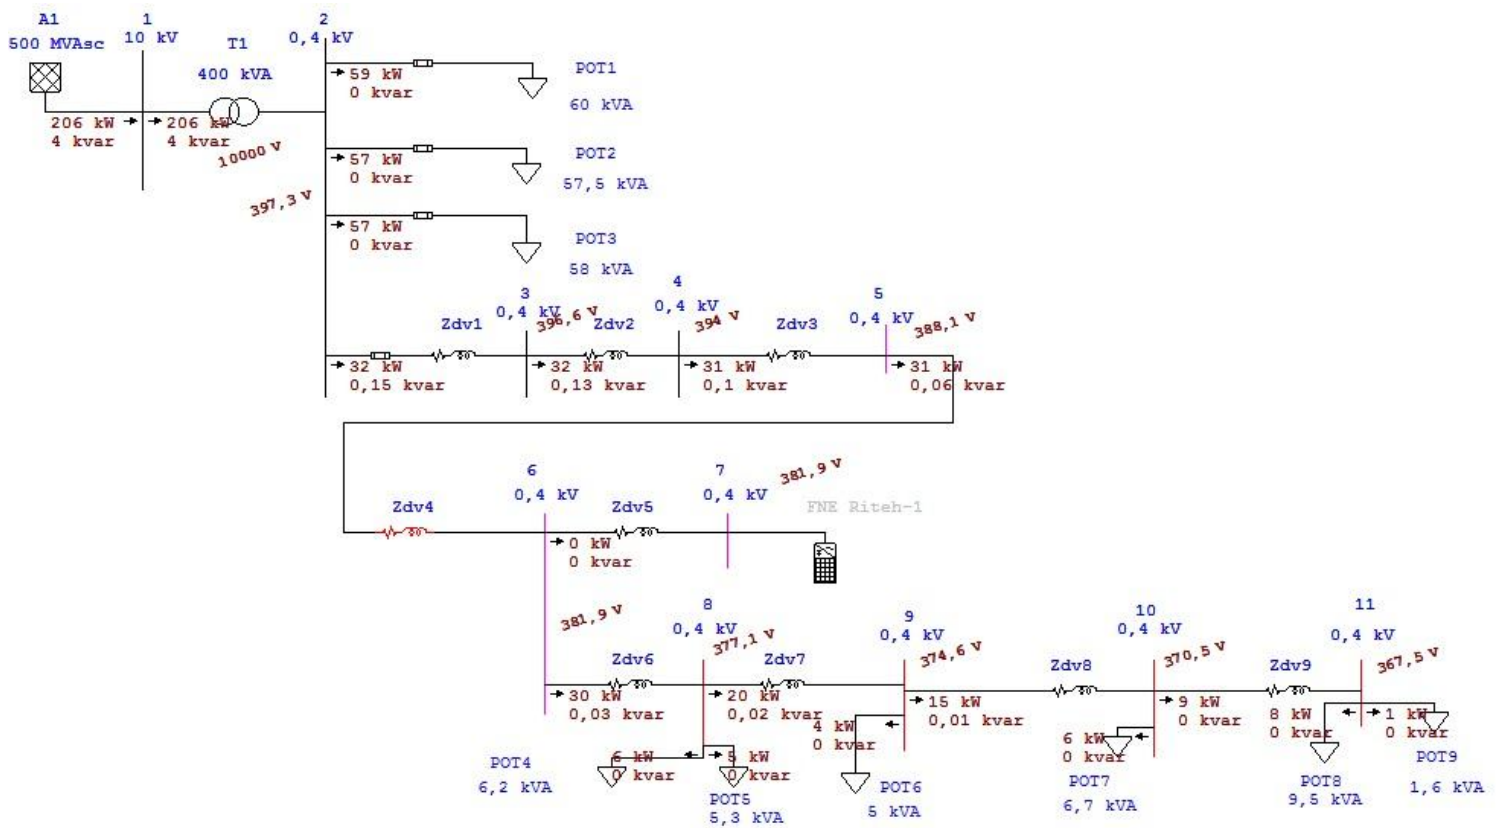 A1
500 MVAsc
1
10 kV
T1
400 kVA
2
0,4 kV
206 kW
4 kvar
206 kW
4 kvar
10000 V
397,3 V
59 kW
0 kvar
POT1
60 kVA
57 kW
0 kvar
POT2
57,5 kVA
57 kW
0 kvar
POT3
58 kVA
32 kW
0,15 kvar
Zdv1
3
0,4 kV
396,6 V
32 kW
0,13 kvar
Zdv2
4
0,4 kV
394 V
31 kW
0,1 kvar
Zdv3
5
0,4 kV
388,1 V
31 kW
0,06 kvar
Zdv4
6
0,4 kV
0 kW
0 kvar
Zdv5
7
0,4 kV
381,9 V
FNE Riteh-1
381,9 V
30 kW
0,03 kvar
Zdv6
8
0,4 kV
377,1 V
20 kW
0,02 kvar
Zdv7
9
0,4 kV
374,6 V
15 kW
0,01 kvar
Zdv8
10
0,4 kV
370,5 V
9 kW
0 kvar
Zdv9
11
0,4 kV
367,5 V
POT4
6,2 kVA
6 kW
0 kvar
5 kW
0 kvar
POT5
5,3 kVA
4 kW
0 kvar
POT6
5 kVA
6 kW
0 kvar
POT7
6,7 kVA
8 kW
0 kvar
POT8
9,5 kVA
1 kW
0 kvar
POT9
1,6 kVA